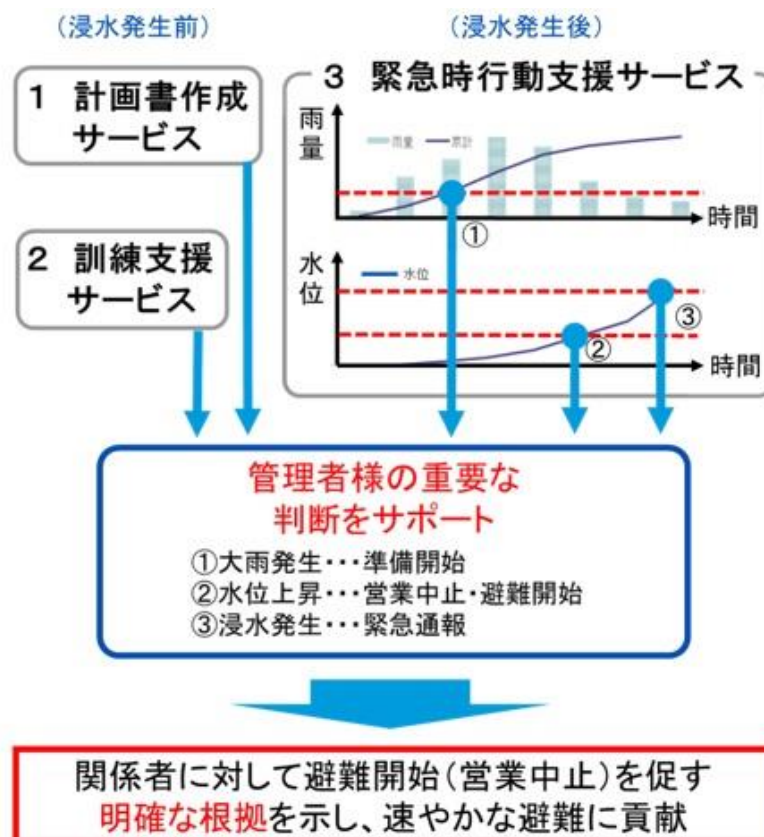 (浸水発生前)
(浸水発生後)
1 計画書作成
サービス
2 訓練支援
サービス
3 緊急時行動支援サービス
雨量
雨量
累計
時間
①
水位
水位
②
③
時間
管理者様の重要な
判断をサポート
①大雨発生・・・準備開始
②水位上昇・・・営業中止・避難開始
③浸水発生・・・緊急通報
関係者に対して避難開始(営業中止)を促す
明確な根拠を示し、速やかな避難に貢献